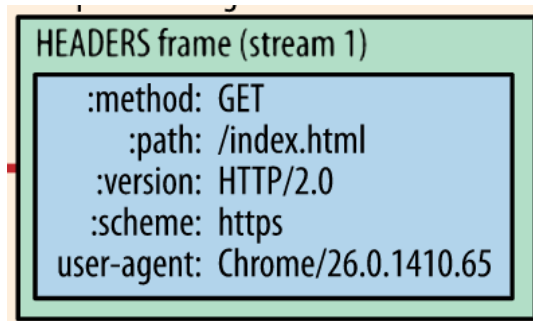 HEADERS frame (stream 1)
:method: GET
:path: /index.html
:version: HTTP/2.0
:scheme: https
user-agent: Chrome/26.0.1410.65